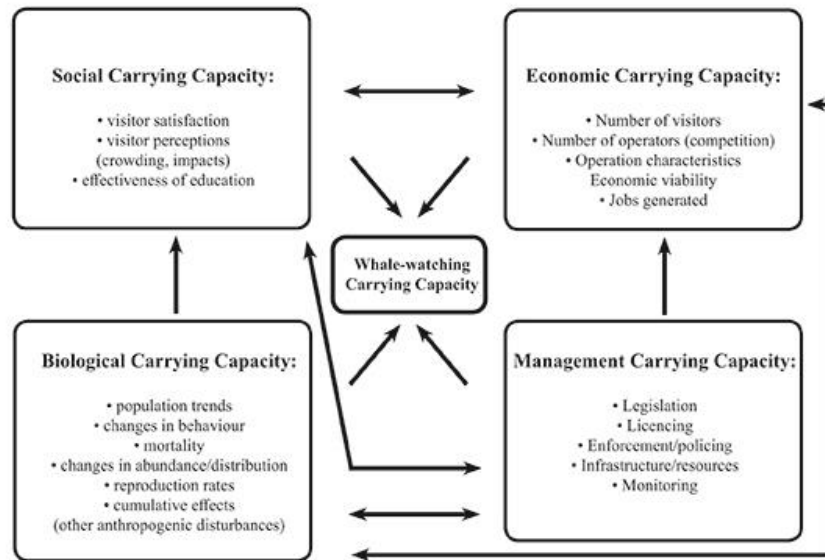 Social Carrying Capacity:
• visitor satisfaction
• visitor perceptions
(crowding, impacts)
• effectiveness of education
Economic Carrying Capacity:
• Number of visitors
• Number of operators (competition)
• Operation characteristics
Economic viability
• Jobs generated
Whale-watching
Carrying Capacity
Biological Carrying Capacity:
• population trends
• changes in behaviour
• mortality
• changes in abundance/distribution
• reproduction rates
• cumulative effects
(other anthropogenic disturbances)
Management Carrying Capacity:
• Legislation
• Licencing
• Enforcement/policing
• Infrastructure/resources
• Monitoring